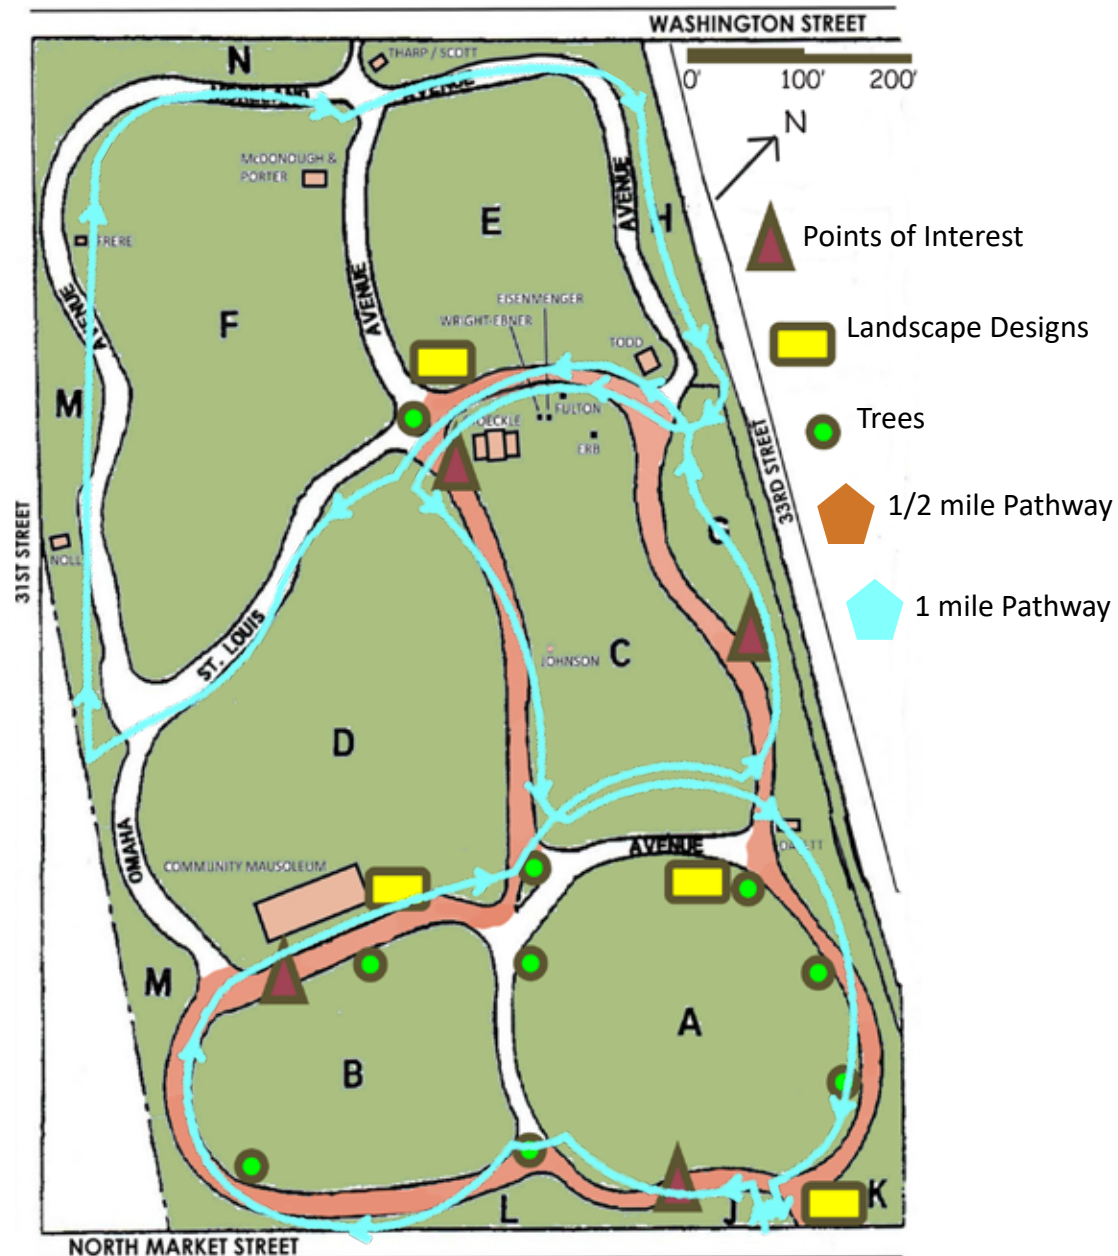 WASHINGTON STREET
N
THARP / SCOTT
0' 100' 200'
AVENUE
N
McDONOUGH &
PORTER
AVENUE
E
H
Points of Interest
FRERE
EISENMENGER
AVENUE
AVENUE
F
WRIGHT-EBNER
Landscape Designs
TODD
M
FULTON
Trees
ERB
33RD STREET
1/2 mile Pathway
31ST STREET
NOLL
1 mile Pathway
ST. LOUIS
JOHNSON
C
D
OMAHA
AVENUE
COMMUNITY MAUSOLEUM
M
A
B
L
J
K
NORTH MARKET STREET